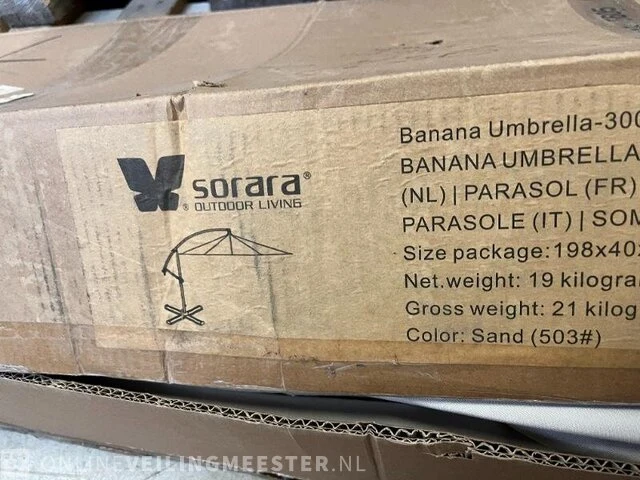 sorara®
® OUTDOOR LIVING
Banana Umbrella-300
BANANA UMBRELLA
(NL) | PARASOL (FR)
PARASOLE (IT) | SOM
Size package: 198x40
Net.weight: 19 kilogra
Gross weight: 21 kilog
Color: Sand (503#)
ONLINEVEILINGMEESTER.NL